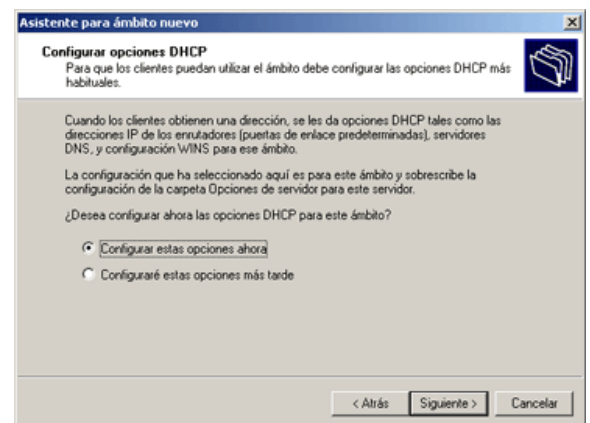 Asistente para ámbito nuevo
Configurar opciones DHCP
Para que los clientes puedan utilizar el ámbito debe configurar las opciones DHCP más
habituales.
Cuando los clientes obtienen una dirección, se les da opciones DHCP tales como las
direcciones IP de los enrutadores (puertas de enlace predeterminadas), servidores
DNS, y configuración WINS para ese ámbito.
La configuración que ha seleccionado aquí es para este ámbito y sobrescribe la
configuración de la carpeta Opciones de servidor para este servidor.
¿Desea configurar ahora las opciones DHCP para este ámbito?
Configurar estas opciones ahora
Configuraré estas opciones más tarde
< Atrás
Siguiente >
Cancelar